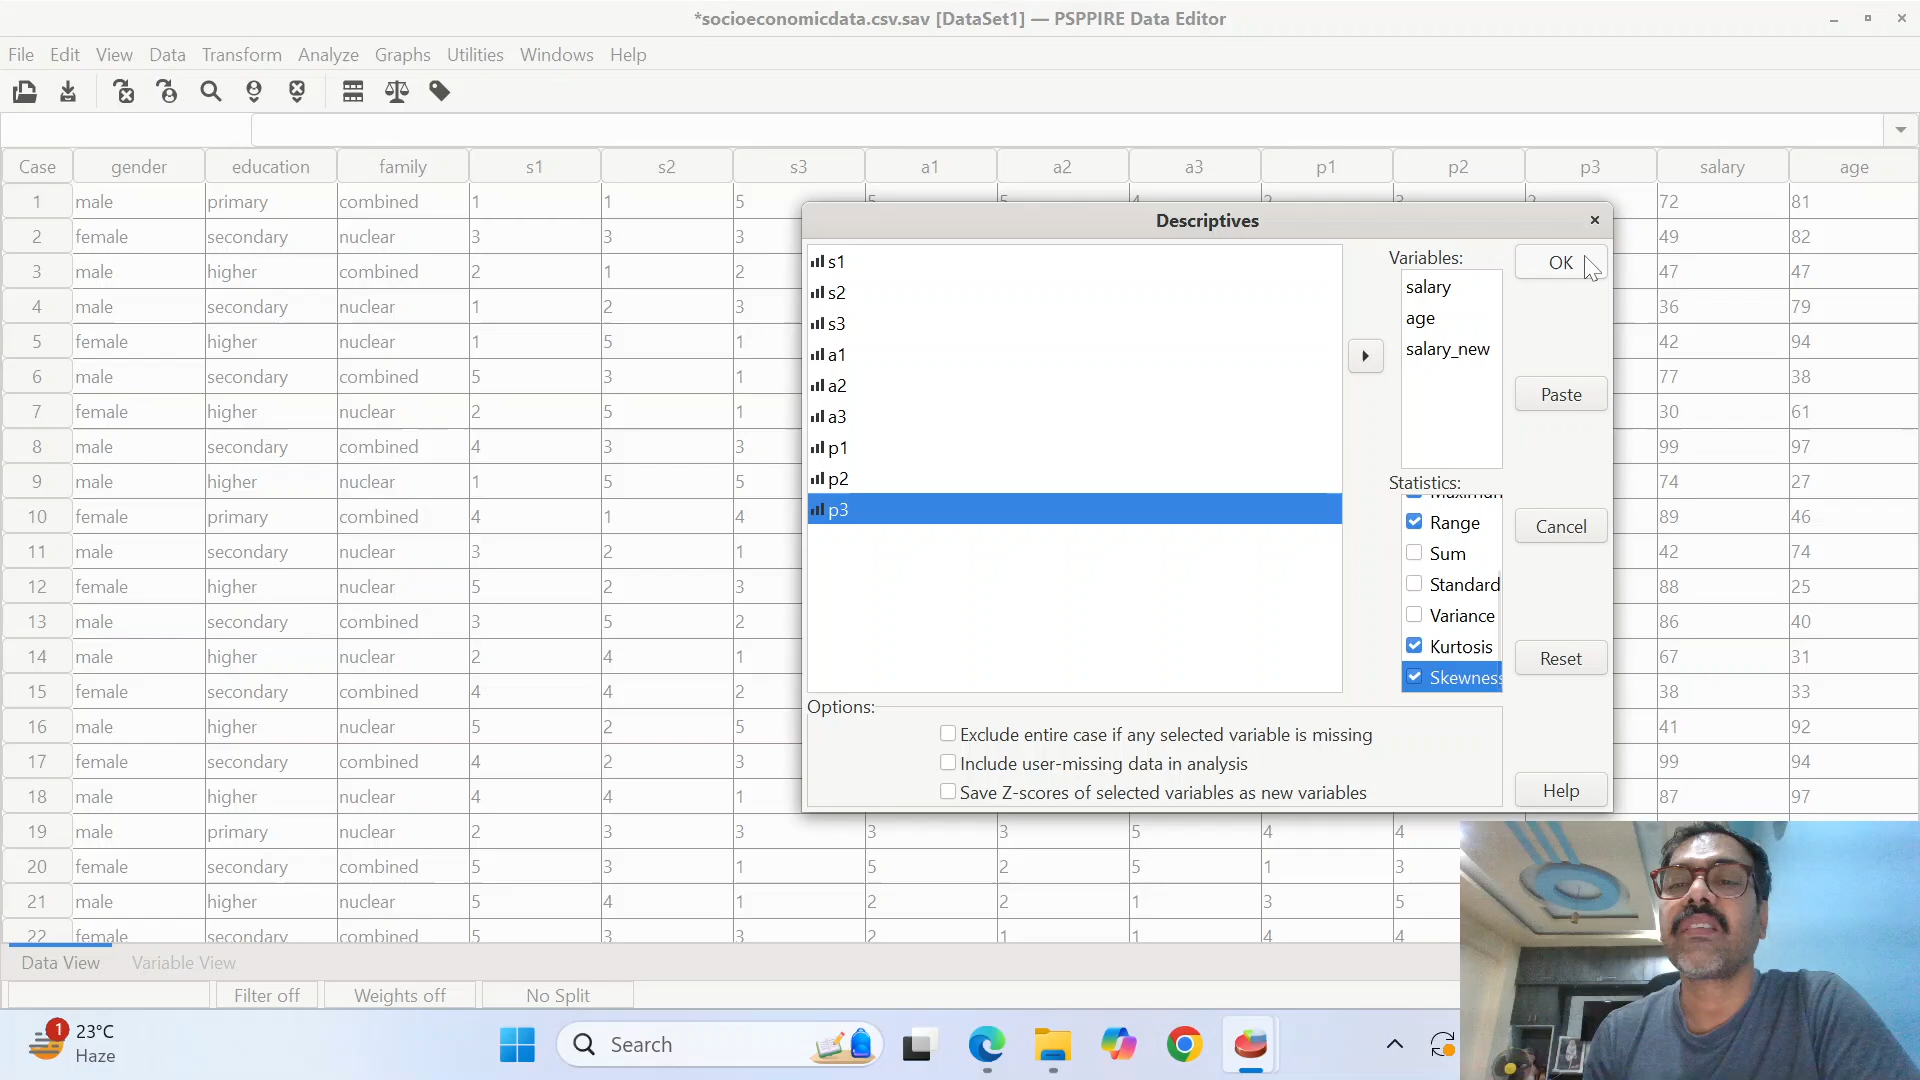 *socioeconomicdata.csv.sav [DataSet1] — PSPPIRE Data Editor
File Edit View Data Transform Analyze Graphs Utilities Windows Help
Case gender education family s1 s2 s3 a1 a2 a3 p1 p2 p3 salary age
1 male primary combined 1 1 5 72 81
2 female secondary nuclear 3 3 3 49 82
3 male higher combined 2 1 2 47 47
4 male secondary nuclear 1 2 3 36 79
5 female higher nuclear 1 5 1 42 94
6 male secondary combined 5 3 1 77 38
7 female higher nuclear 2 5 1 30 61
8 male secondary combined 4 3 3 99 97
9 male higher nuclear 1 5 5 74 27
10 female primary combined 4 1 4 89 46
11 male secondary nuclear 3 2 1 42 74
12 female higher nuclear 5 2 3 88 25
13 male secondary combined 3 5 2 86 40
14 male higher nuclear 2 4 1 67 31
15 female secondary combined 4 4 2 38 33
16 male higher nuclear 5 2 5 41 92
17 female secondary combined 4 2 3 99 94
18 male higher nuclear 4 4 1 87 97
19 male primary nuclear 2 3 3 3 3 5 4 4
20 female secondary combined 5 3 1 5 2 5 1 3
21 male higher nuclear 5 4 1 2 2 1 3 5
22 female secondary combined 5 3 3 2 1 1 4 4
Descriptives
s1
s2
s3
a1
a2
a3
p1
p2
p3
Variables:
salary
age
salary_new
Statistics:
Maximum
Range
Sum
Standard
Variance
Kurtosis
Skewness
OK
Paste
Cancel
Reset
Help
Options:
Exclude entire case if any selected variable is missing
Include user-missing data in analysis
Save Z-scores of selected variables as new variables
Data View Variable View
Filter off Weights off No Split
1
23°C
Haze
Search